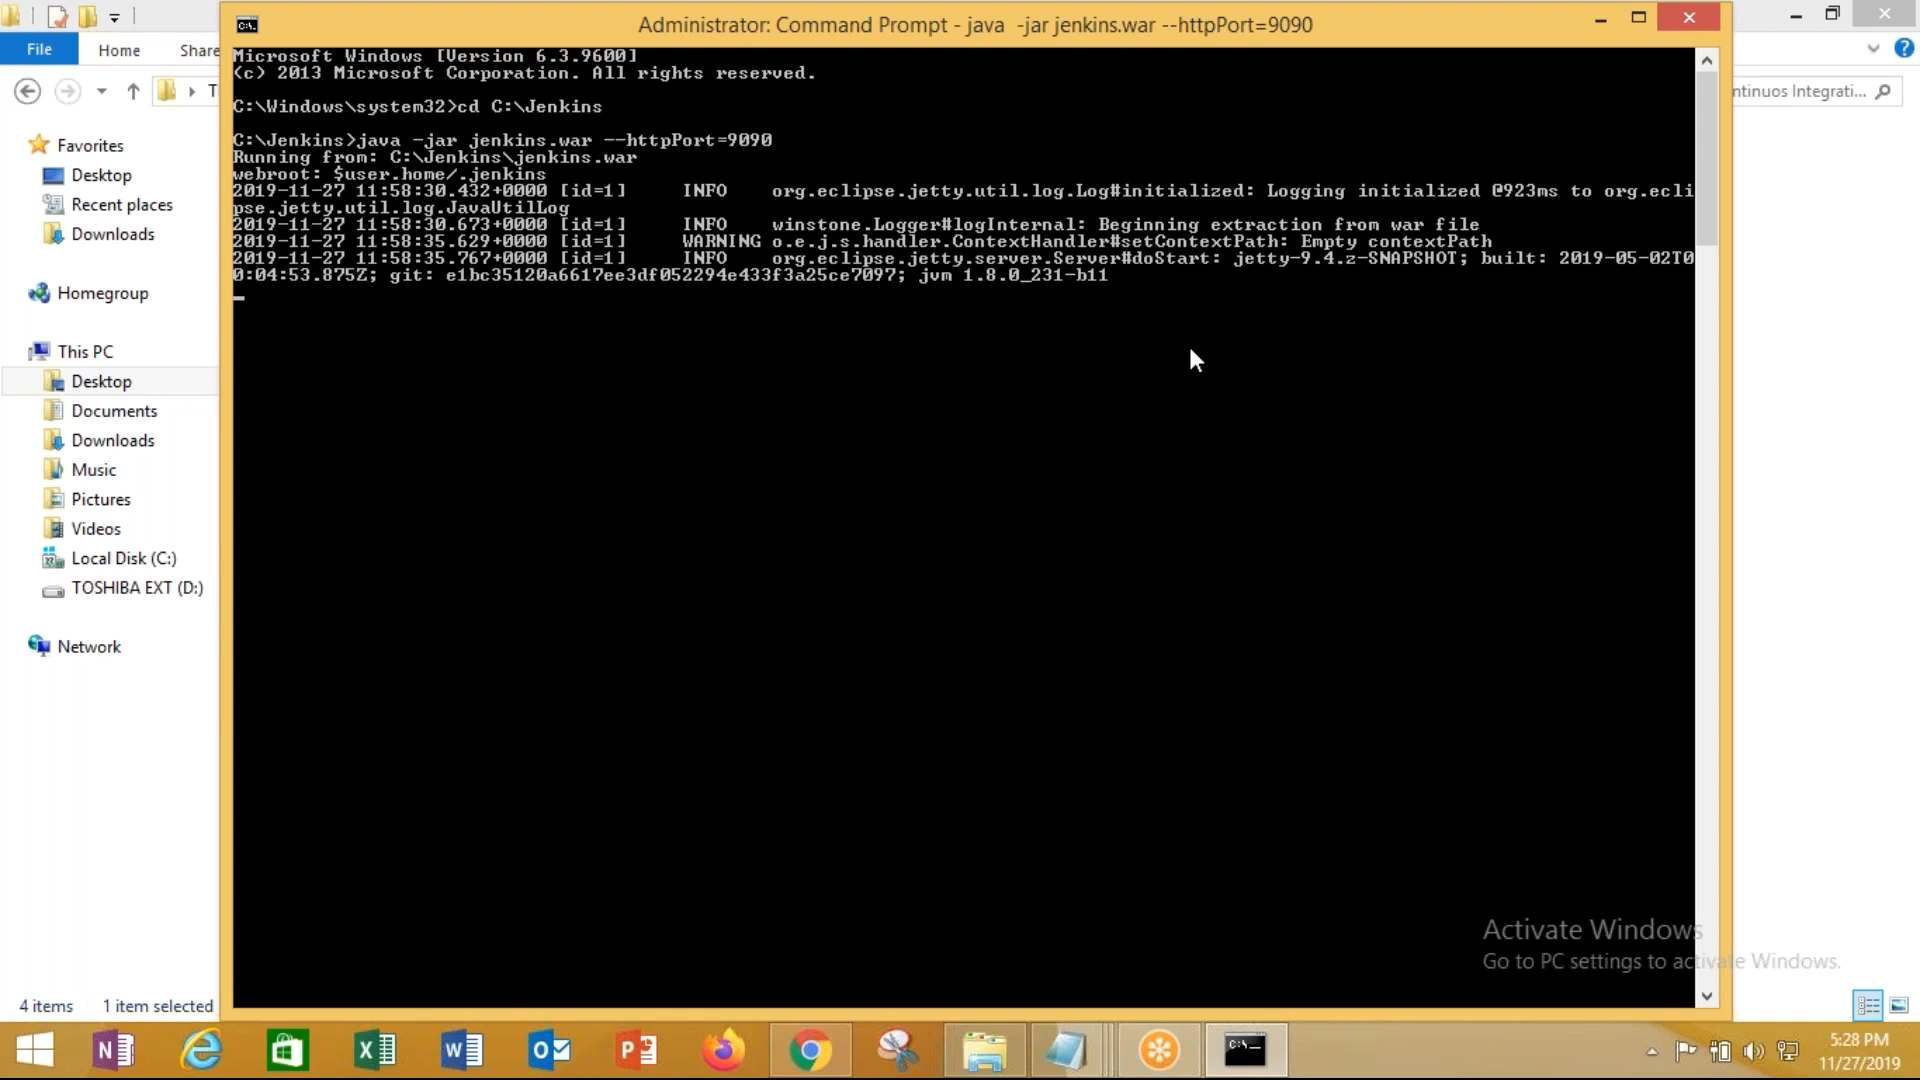 Administrator: Command Prompt - java  -jar jenkins.war --httpPort=9090
File Home Share
T
ntinuos Integrati...
Microsoft Windows [Version 6.3.9600]
(c) 2013 Microsoft Corporation. All rights reserved.
C:\Windows\system32>cd C:\Jenkins
C:\Jenkins>java -jar jenkins.war --httpPort=9090
Running from: C:\Jenkins\jenkins.war
webroot: $user.home/.jenkins
2019-11-27 11:58:30.432+0000 [id=1] INFO org.eclipse.jetty.util.log.Log#initialized: Logging initialized @923ms to org.ecli
pse.jetty.util.log.JavaUtilLog
2019-11-27 11:58:30.673+0000 [id=1] INFO winstone.Logger#logInternal: Beginning extraction from war file
2019-11-27 11:58:35.629+0000 [id=1] WARNING o.e.j.s.handler.ContextHandler#setContextPath: Empty contextPath
2019-11-27 11:58:35.767+0000 [id=1] INFO org.eclipse.jetty.server.Server#doStart: jetty-9.4.z-SNAPSHOT; built: 2019-05-02T0
0:04:53.875Z; git: e1bc35120a6617ee3df052294e433f3a25ce7097; jvm 1.8.0_231-b11
Favorites
Desktop
Recent places
Downloads
Homegroup
This PC
Desktop
Documents
Downloads
Music
Pictures
Videos
Local Disk (C:)
TOSHIBA EXT (D:)
Network
Activate Windows
Go to PC settings to activate Windows.
4 items 1 item selected
5:28 PM
11/27/2019